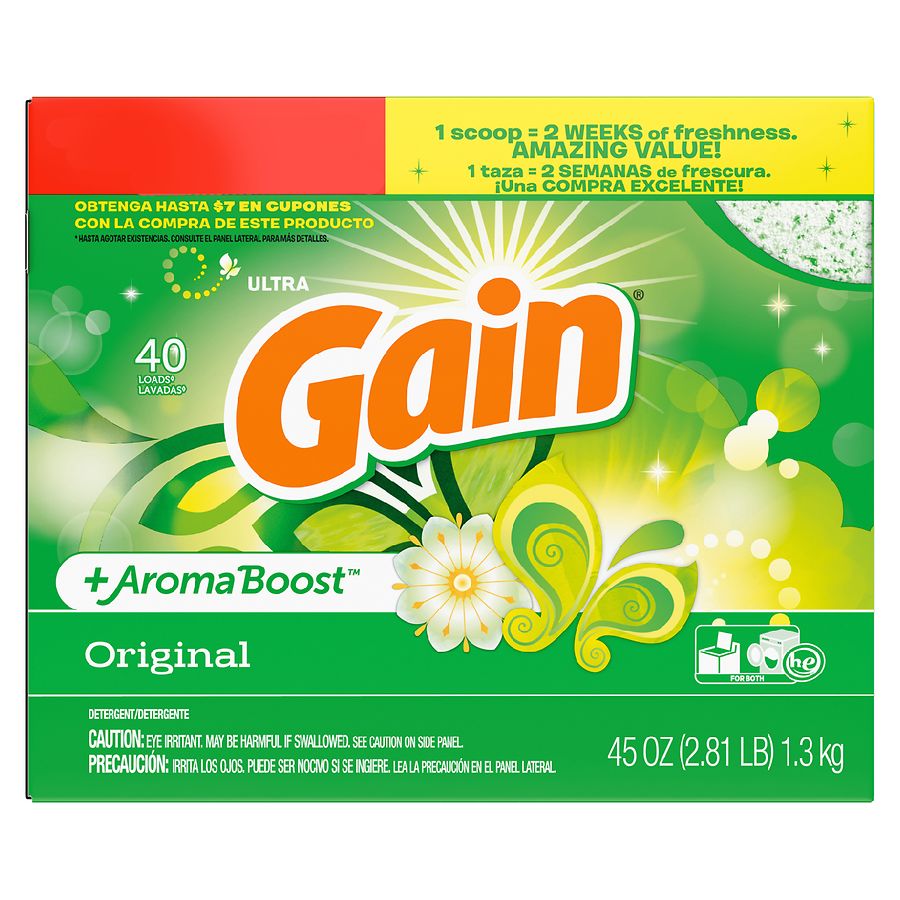 1 scoop = 2 WEEKS of freshness.
AMAZING VALUE!
1 taza = 2 SEMANAS de frescura.
¡Una COMPRA EXCELENTE!
OBTENGA HASTA $7 EN CUPONES
CON LA COMPRA DE ESTE PRODUCTO
*HASTA AGOTAR EXISTENCIAS. CONSULTE EL PANEL LATERAL PARA MÁS DETALLES.
ULTRA
Gain®
40
LOADS◊
LAVADAS◊
+AromaBoost™
Original
he
FOR BOTH
DETERGENT/DETERGENTE
CAUTION: EYE IRRITANT. MAY BE HARMFUL IF SWALLOWED. SEE CAUTION ON SIDE PANEL.
PRECAUCIÓN: IRRITA LOS OJOS. PUEDE SER NOCIVO SI SE INGIERE. LEA LA PRECAUCIÓN EN EL PANEL LATERAL.
45 OZ (2.81 LB) 1.3 kg